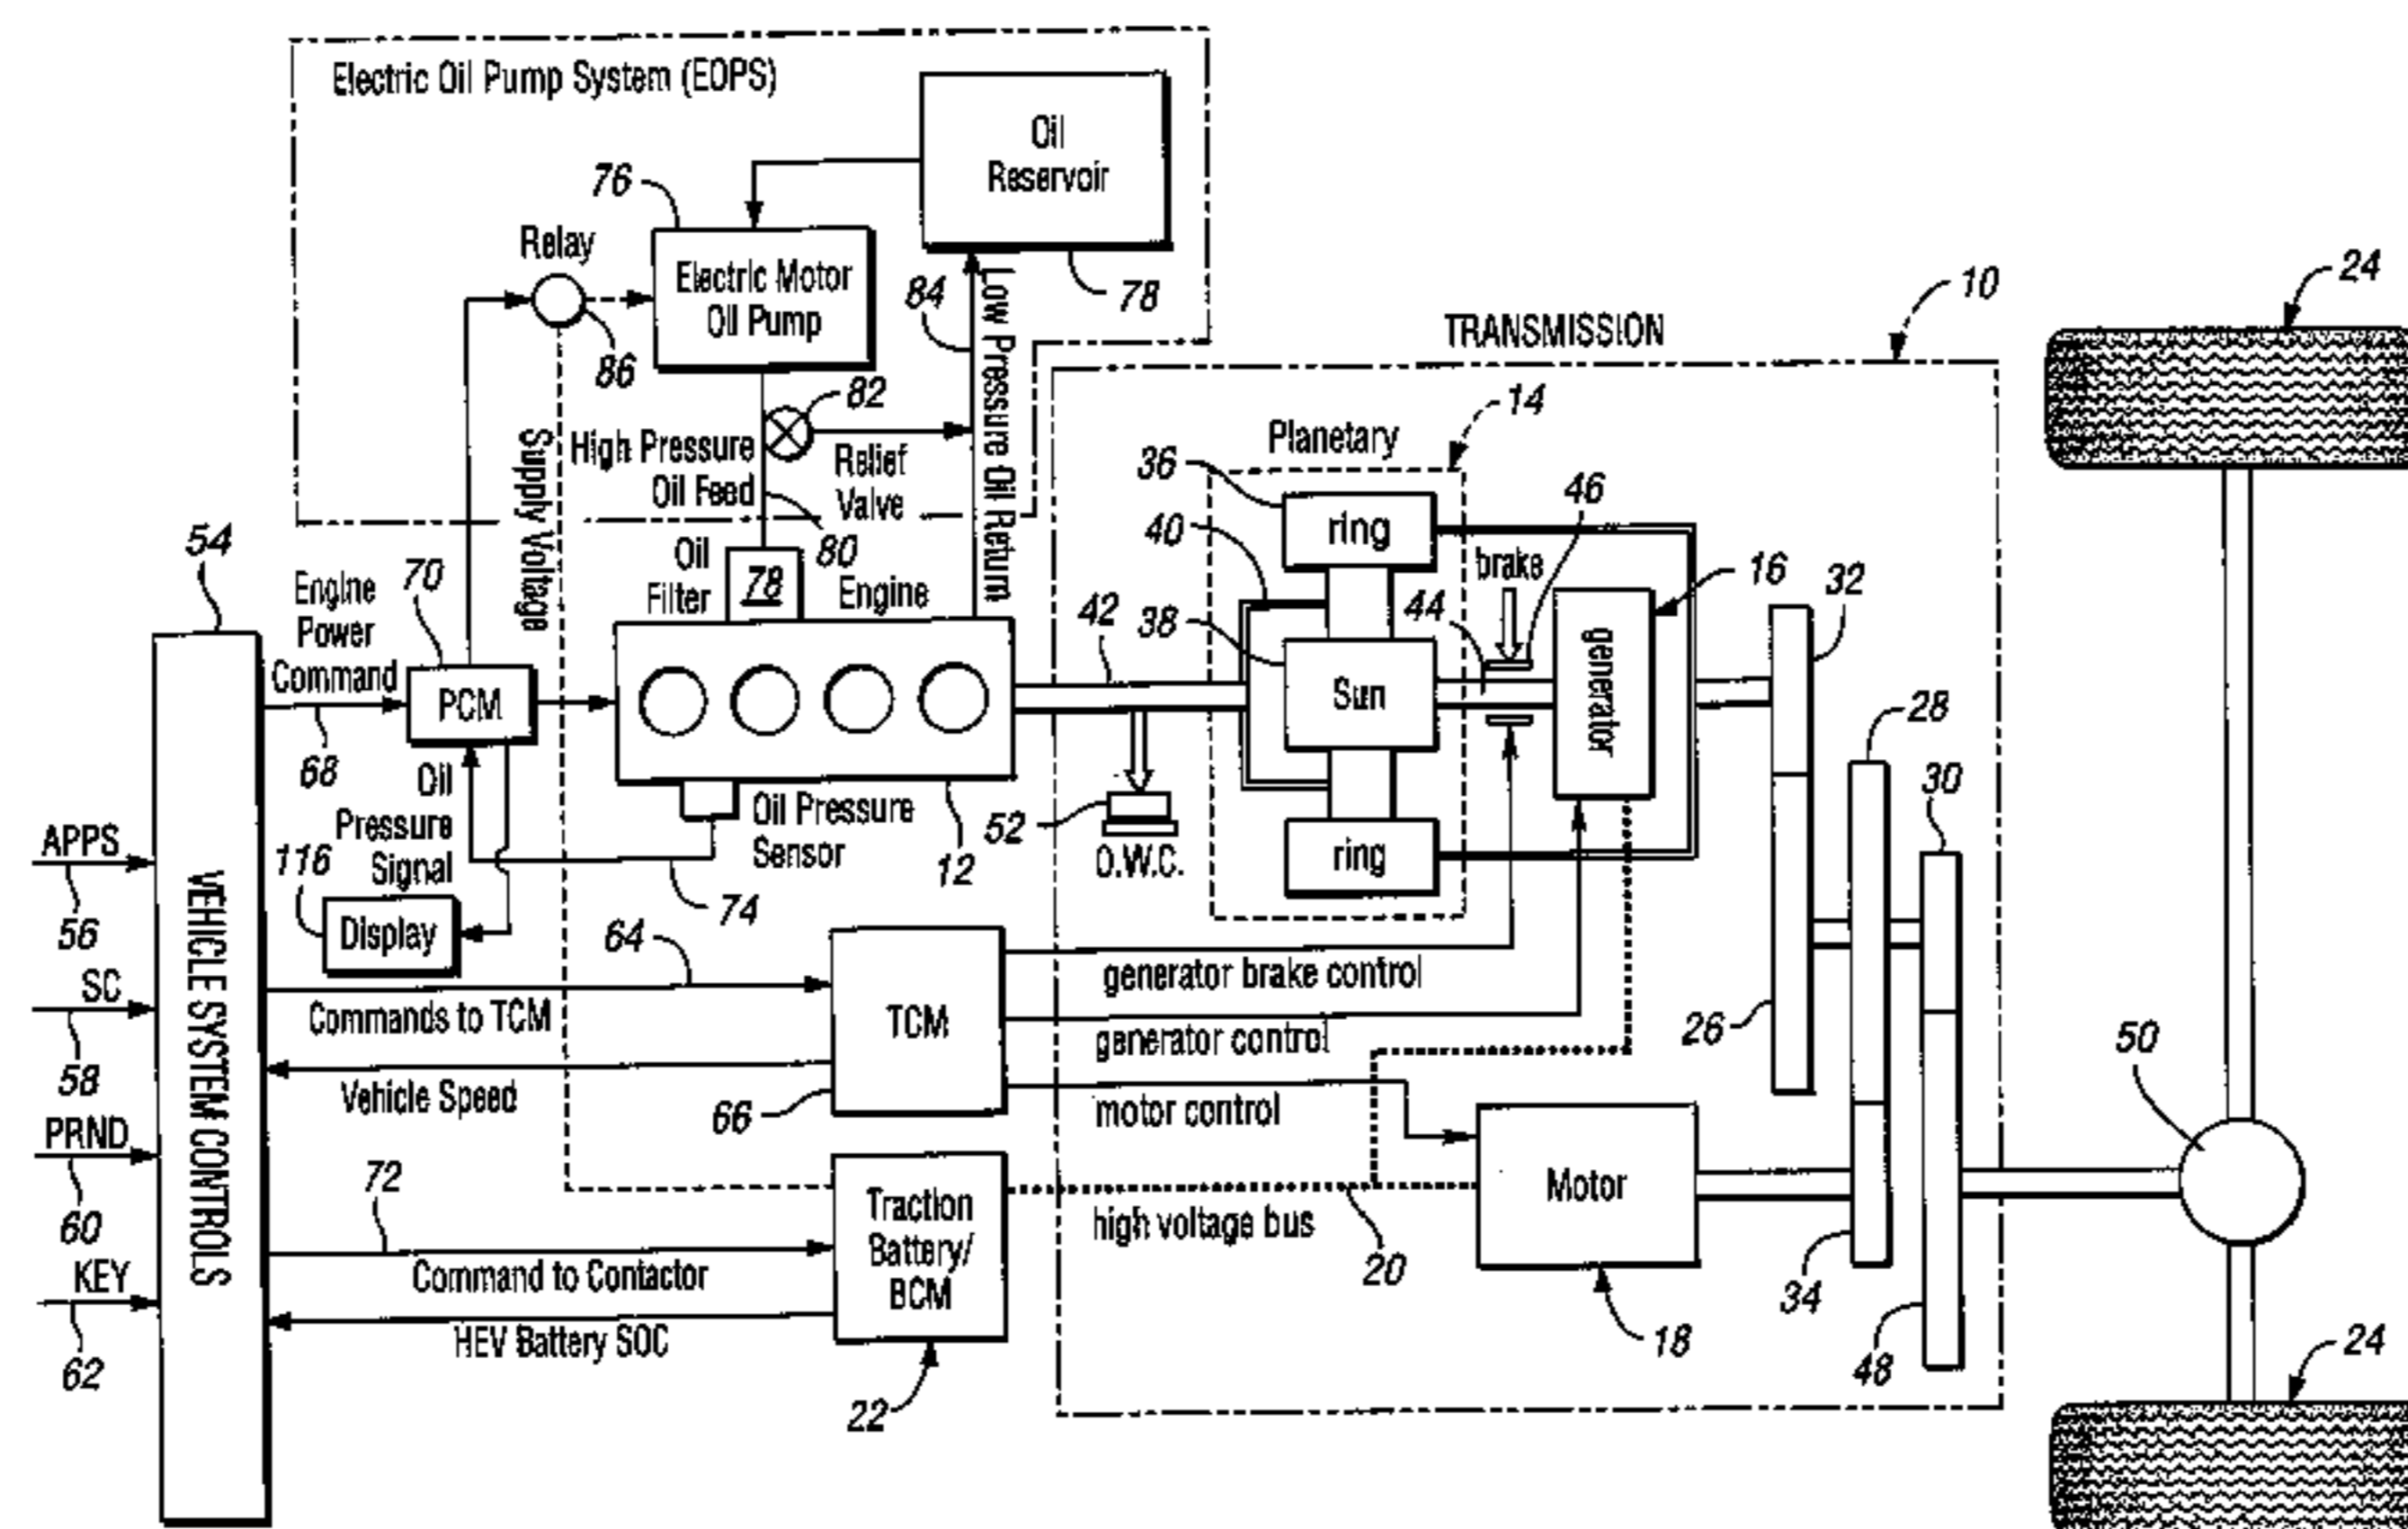 Electric Oil Pump System (EOPS)
Oil
Reservoir
76
Relay
Electric Motor
Oil Pump
84
78
86
82
Low Pressure Oil Return
High Pressure
Oil Feed
Relief
Valve
Supply Voltage
80
TRANSMISSION
10
24
14
Planetary
36
ring
46
40
brake
16
32
54
Engine
Power
Command
70
Oil
Filter
78
Engine
42
38
44
generator
Sun
28
PCM
68
30
Oil
Pressure
Signal
Oil Pressure
Sensor
12
52
O.W.C.
ring
APPS
56
116
Display
74
64
VEHICLE SYSTEM CONTROLS
SC
58
Commands to TCM
TCM
generator brake control
generator control
26
50
Vehicle Speed
66
motor control
PRND
60
72
Traction
Battery/
BCM
high voltage bus
20
Motor
34
KEY
62
Command to Contactor
HEV Battery SOC
22
18
48
24